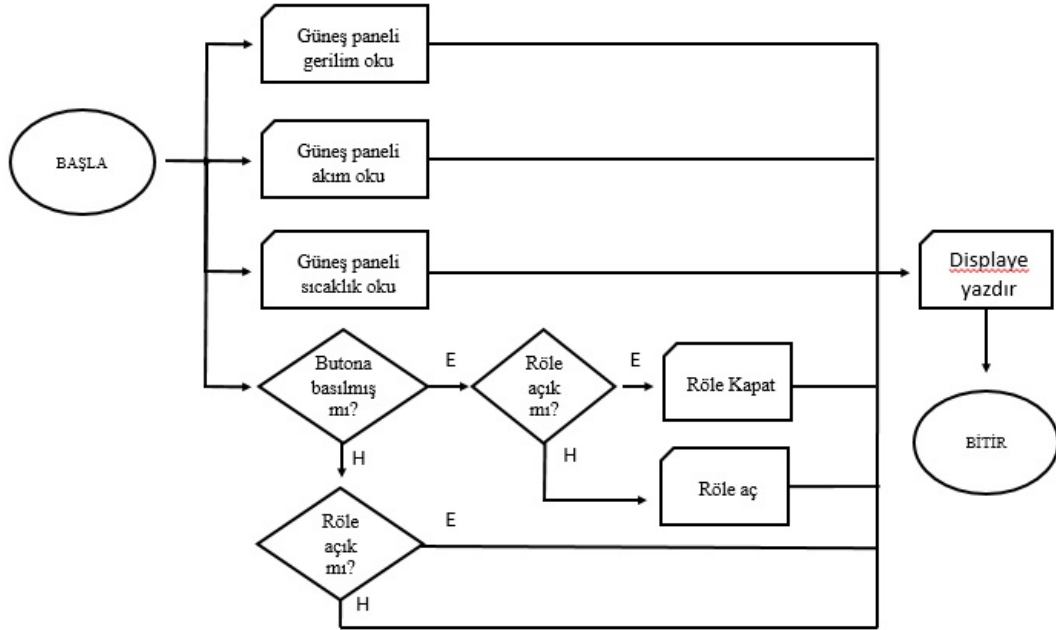 Güneş paneli
gerilim oku
BAŞLA
Güneş paneli
akım oku
Güneş paneli
sıcaklık oku
Displaye
yazdır
Butona
basılmış
mı?
E
Röle
açık
mı?
E
Röle Kapat
BİTİR
H
H
Röle aç
Röle
açık
mı?
E
H